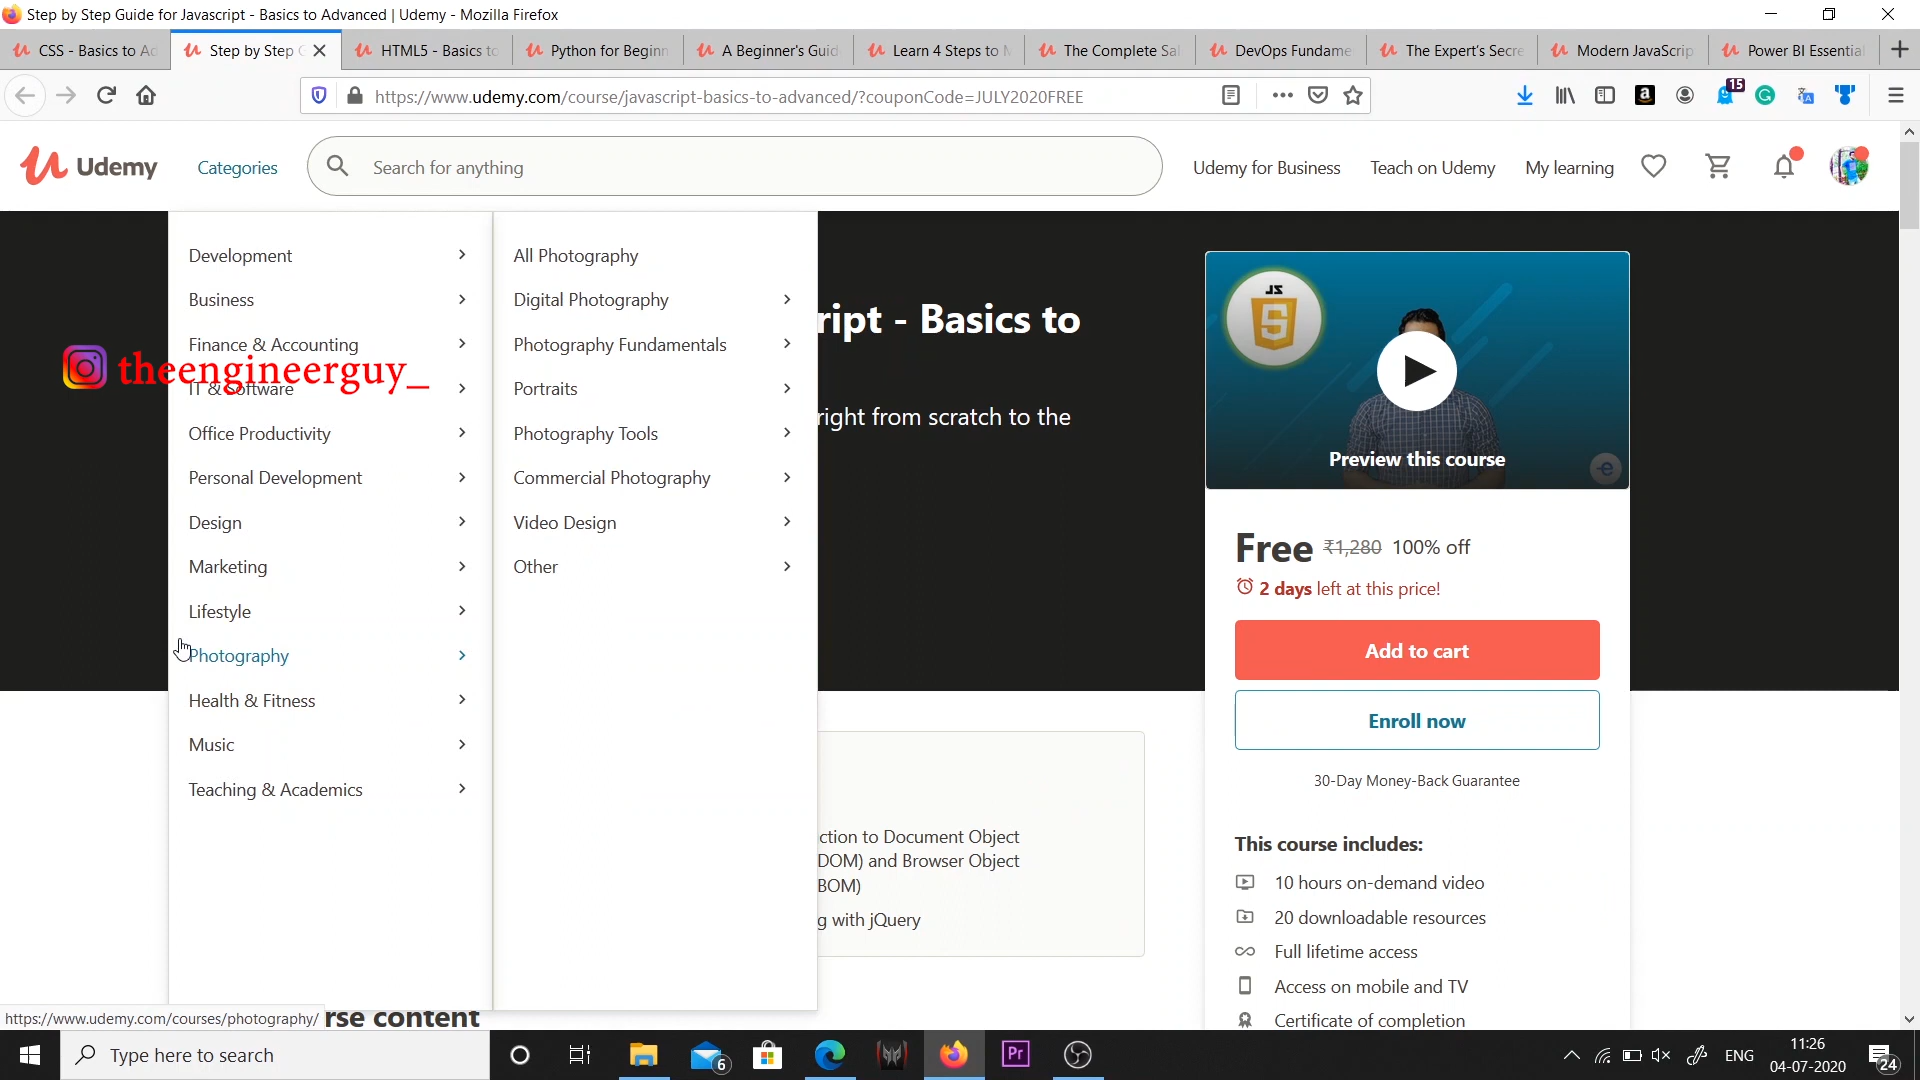 Step by Step Guide for Javascript - Basics to Advanced | Udemy - Mozilla Firefox
CSS - Basics to Ad
Step by Step G
HTML5 - Basics to
Python for Beginn
A Beginner's Guid
Learn 4 Steps to M
The Complete Sal
DevOps Fundame
The Expert's Secre
Modern JavaScrip
Power BI Essentia
https://www.udemy.com/course/javascript-basics-to-advanced/?couponCode=JULY2020FREE
15
Udemy
Categories
Search for anything
Udemy for Business
Teach on Udemy
My learning
Development
Business
Finance & Accounting
theengineerguy_
IT & Software
Office Productivity
Personal Development
Design
Marketing
Lifestyle
Photography
Health & Fitness
Music
Teaching & Academics
All Photography
Digital Photography
Photography Fundamentals
Portraits
Photography Tools
Commercial Photography
Video Design
Other
ript - Basics to
right from scratch to the
JS
5
Preview this course
Free ₹1,280 100% off
2 days left at this price!
Add to cart
Enroll now
30-Day Money-Back Guarantee
This course includes:
10 hours on-demand video
20 downloadable resources
Full lifetime access
Access on mobile and TV
Certificate of completion
ction to Document Object
DOM) and Browser Object
BOM)
g with jQuery
rse content
https://www.udemy.com/courses/photography/
Type here to search
6
Pr
ENG
11:26
04-07-2020
24